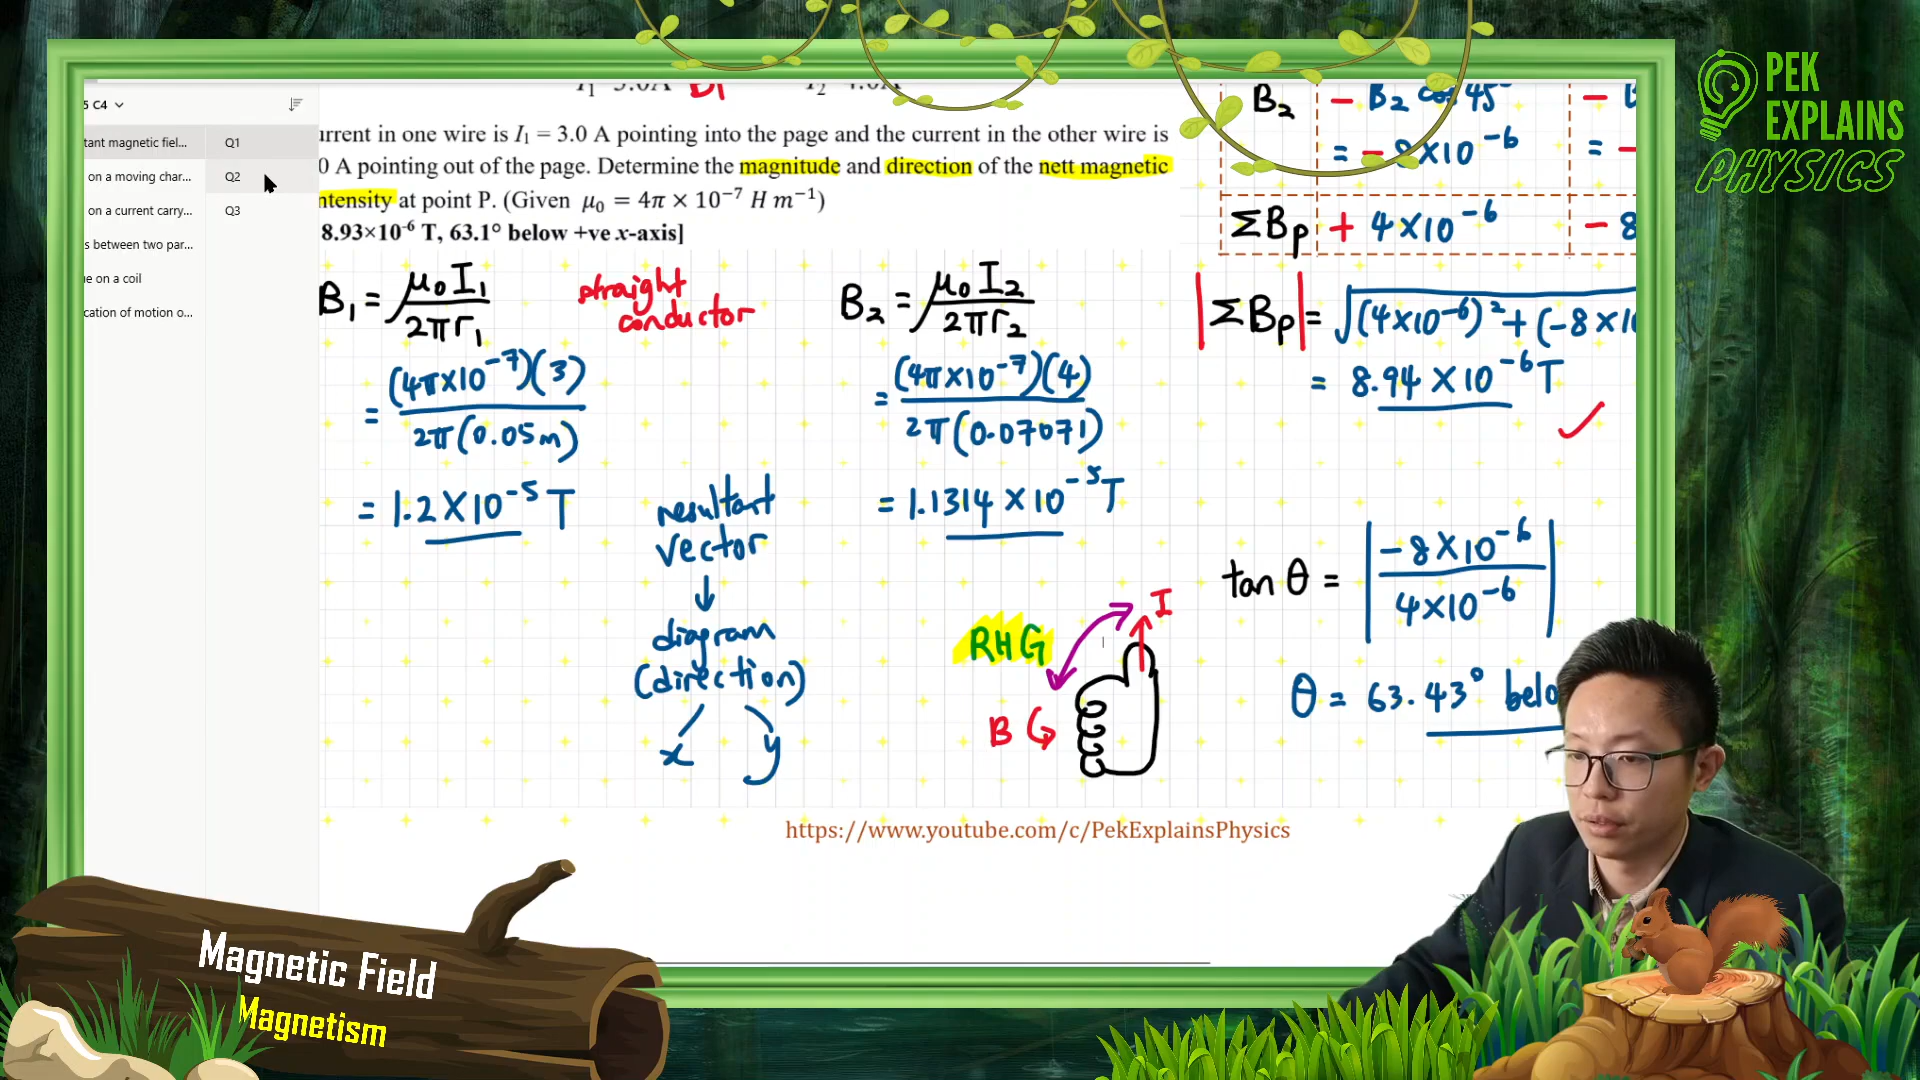 PEK
EXPLAINS
PHYSICS
5 C4
tant magnetic fiel...
on a moving char...
on a current carry...
s between two par...
e on a coil
cation of motion o...
Q1
Q2
Q3
urrent in one wire is I₁ = 3.0 A pointing into the page and the current in the other wire is
0 A pointing out of the page. Determine the magnitude and direction of the nett magnetic
ntensity at point P. (Given μ₀ = 4π × 10⁻⁷ H m⁻¹)
8.93×10⁻⁶ T, 63.1° below +ve x-axis]
B₁ = μ₀I₁ / 2πr₁
straight
conductor
= (4π×10⁻⁷)(3) / 2π(0.05m)
= 1.2 × 10⁻⁵ T
resultant
vector
↓
diagram
(direction)
x y
B₂ = μ₀I₂ / 2πr₂
= (4π×10⁻⁷)(4) / 2π(0.07071)
= 1.1314 × 10⁻⁵ T
RHG
I
B
B₂ - B₂ cos 45°
= - 8×10⁻⁶ = -
ΣBp + 4×10⁻⁶ - 8
|ΣBp| = √(4×10⁻⁶)² + (-8×10
= 8.94 × 10⁻⁶ T
tan θ = | -8×10⁻⁶ / 4×10⁻⁶ |
θ = 63.43° belo
https://www.youtube.com/c/PekExplainsPhysics
Magnetic Field
Magnetism